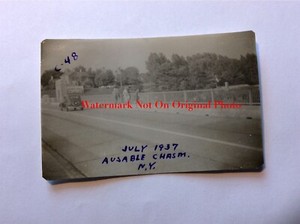 C-48
Watermark Not On Original Photo
JULY 1937
AUSABLE CHASM.
N.Y.